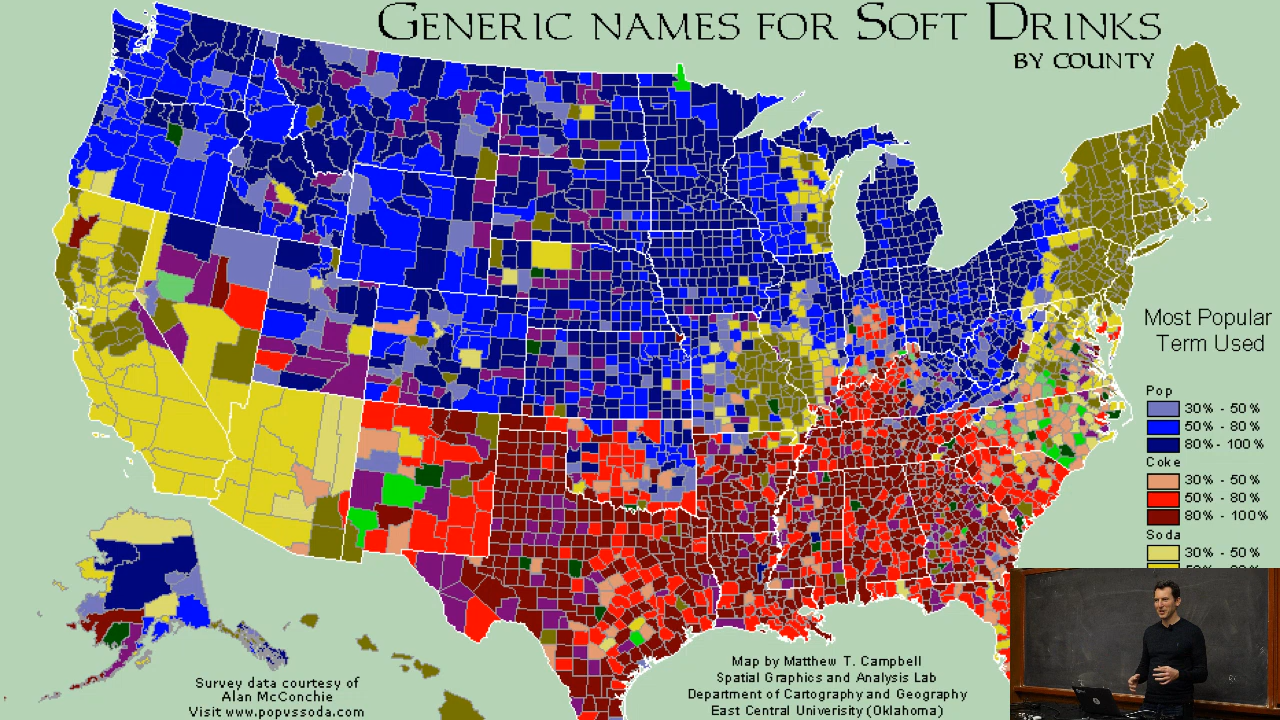 GENERIC NAMES FOR SOFT DRINKS
BY COUNTY
Most Popular
Term Used
Pop
30% - 50%
50% - 80%
80% - 100%
Coke
30% - 50%
50% - 80%
80% - 100%
Soda
30% - 50%
Survey data courtesy of
Alan McConchie
Visit www.popvssoda.com
Map by Matthew T. Campbell
Spatial Graphics and Analysis Lab
Department of Cartography and Geography
East Central Univerisity (Oklahoma)